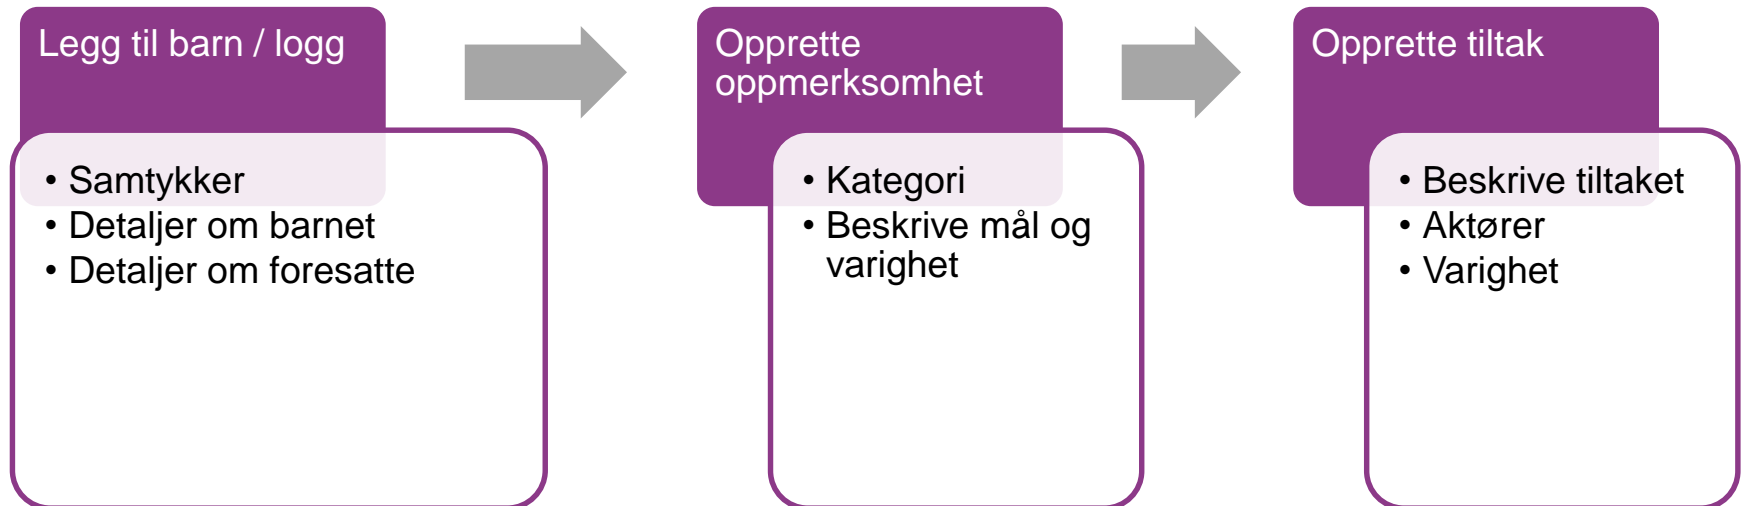 Legg til barn / logg
• Samtykker
• Detaljer om barnet
• Detaljer om foresatte
Opprette
oppmerksomhet
• Kategori
• Beskrive mål og
varighet
Opprette tiltak
• Beskrive tiltaket
• Aktører
• Varighet